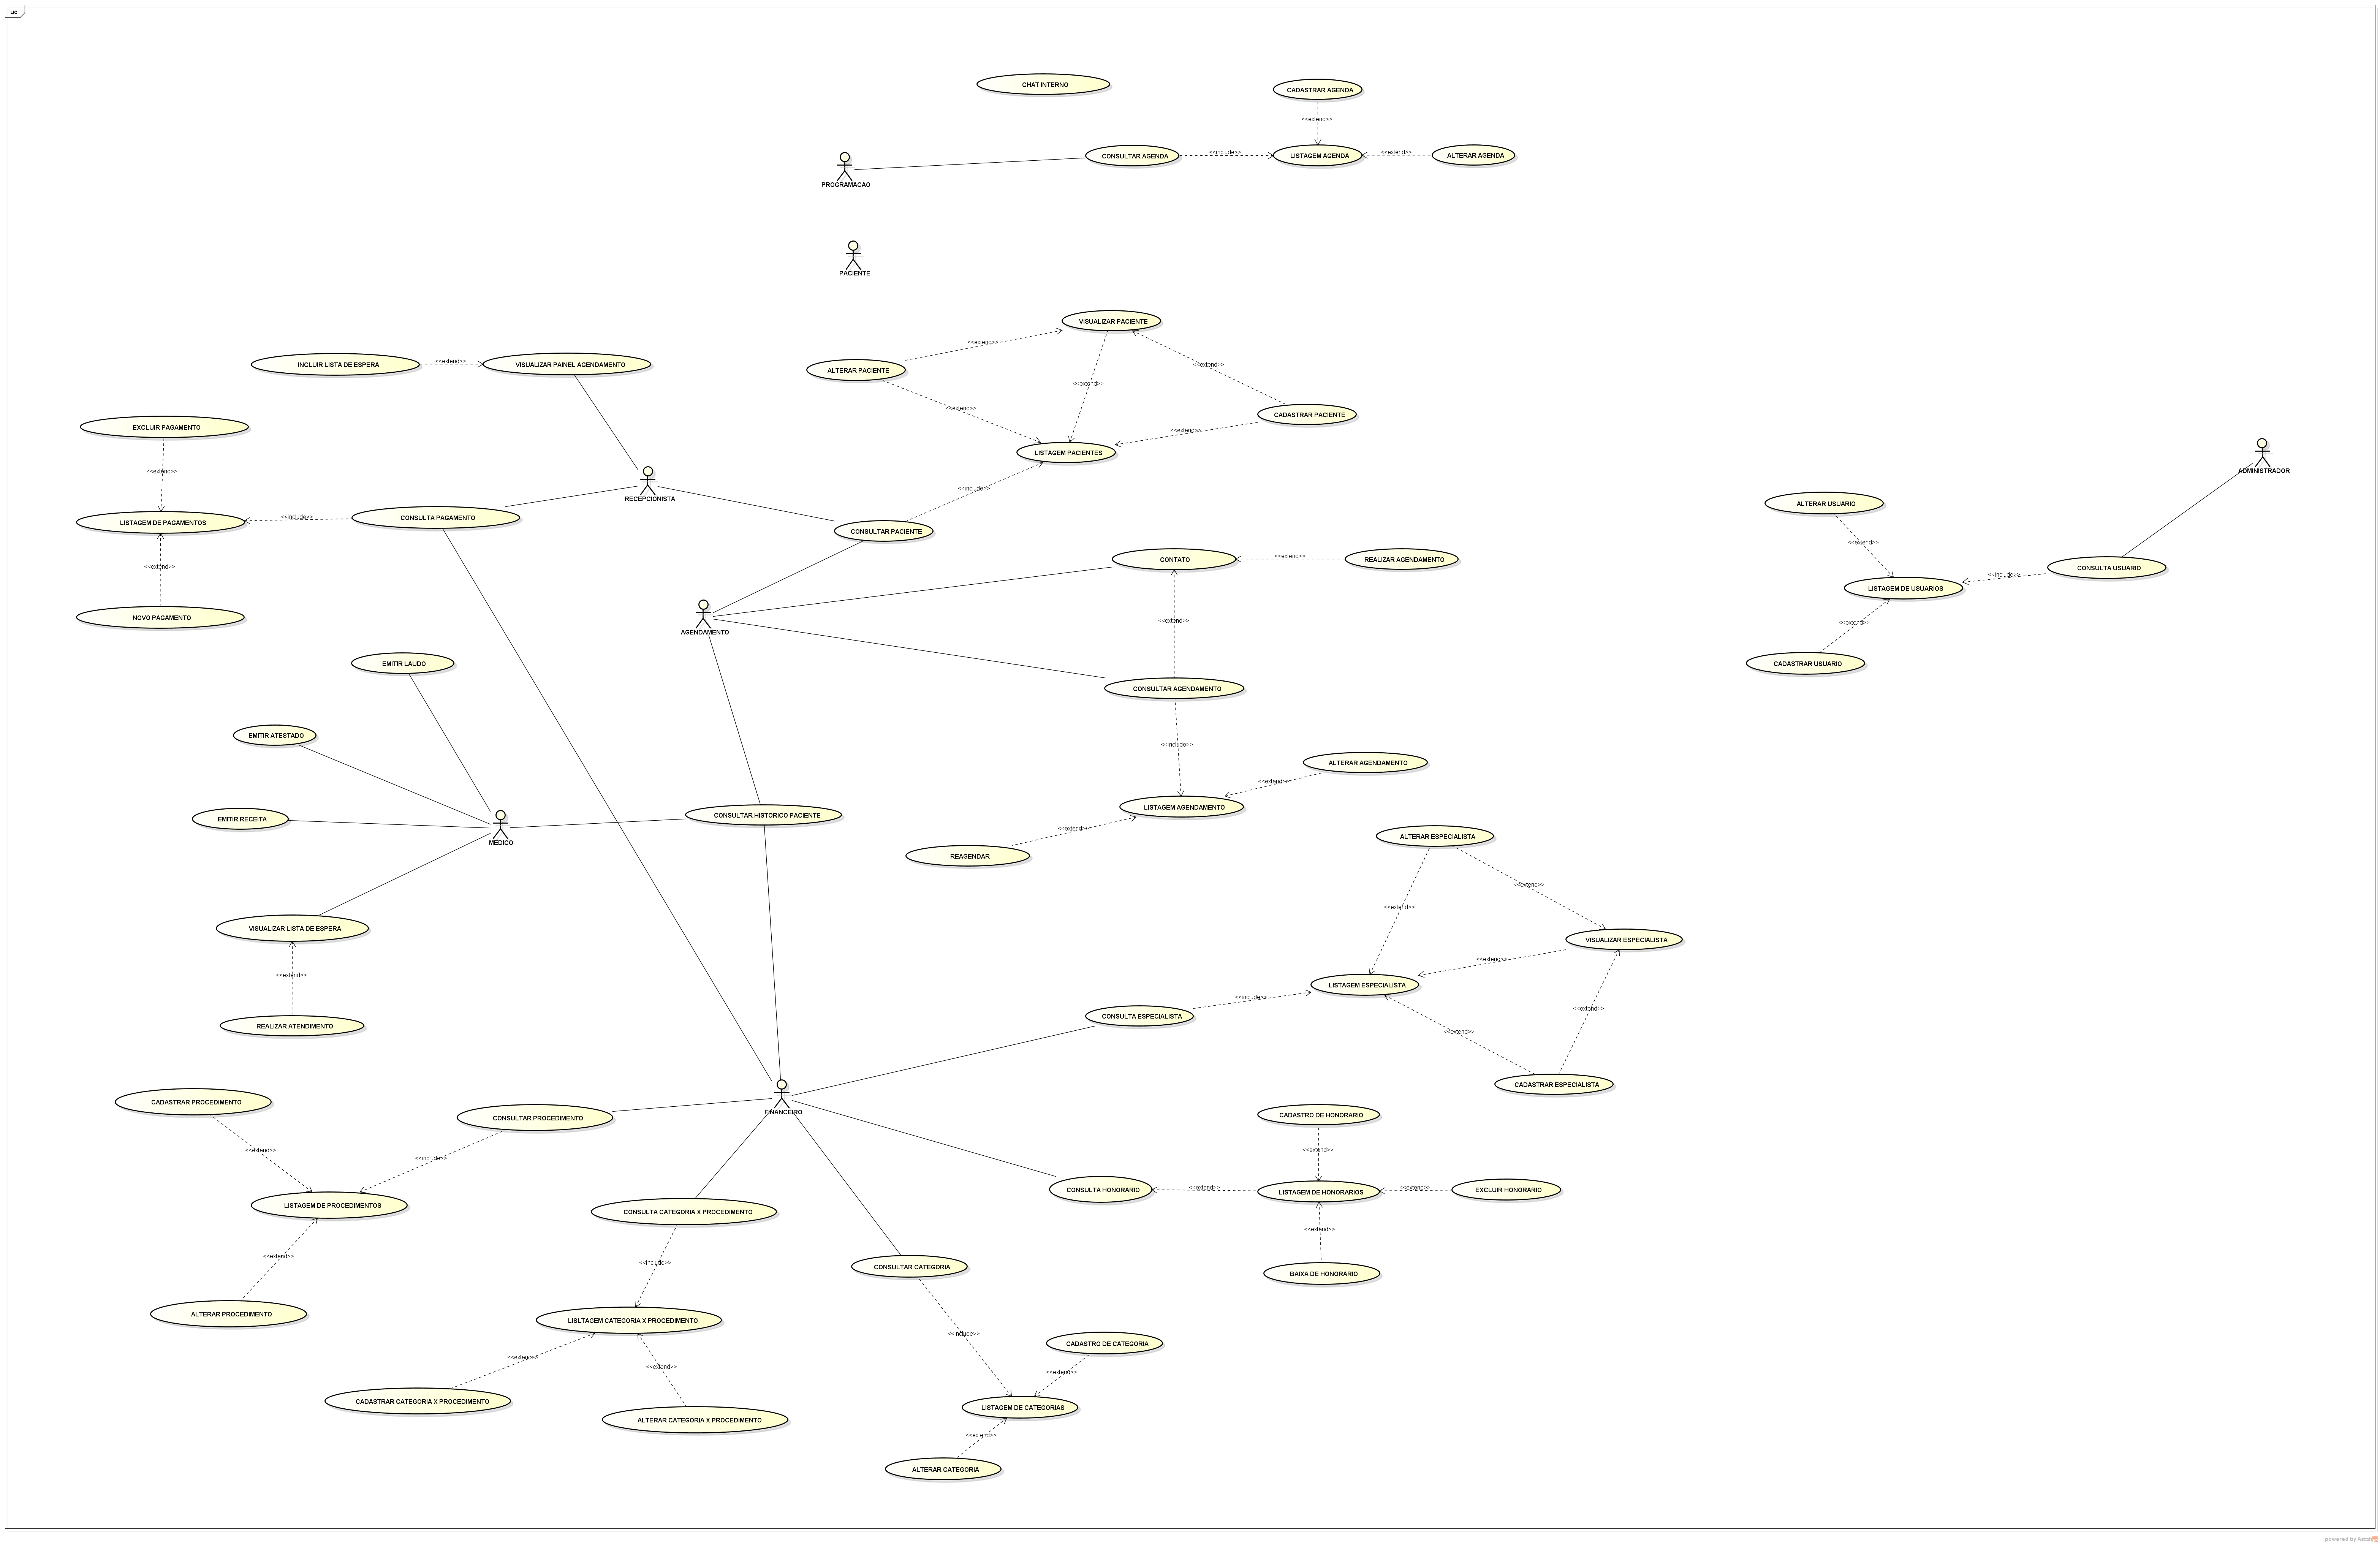 uc
CHAT INTERNO
CADASTRAR AGENDA
<<extend>>
CONSULTAR AGENDA
<<include>>
LISTAGEM AGENDA
<<extend>>
ALTERAR AGENDA
PROGRAMACAO
PACIENTE
VISUALIZAR PACIENTE
<<extend>>
ALTERAR PACIENTE
<<extend>>
<<extend>>
<<extend>>
CADASTRAR PACIENTE
<<extend>>
LISTAGEM PACIENTES
<<include>>
INCLUIR LISTA DE ESPERA
<<extend>>
VISUALIZAR PAINEL AGENDAMENTO
EXCLUIR PAGAMENTO
<<extend>>
RECEPCIONISTA
LISTAGEM DE PAGAMENTOS
<<include>>
CONSULTA PAGAMENTO
CONSULTAR PACIENTE
<<extend>>
NOVO PAGAMENTO
ADMINISTRADOR
ALTERAR USUARIO
<<extend>>
LISTAGEM DE USUARIOS
<<include>>
CONSULTA USUARIO
<<extend>>
CADASTRAR USUARIO
CONTATO
<<extend>>
REALIZAR AGENDAMENTO
AGENDAMENTO
<<extend>>
CONSULTAR AGENDAMENTO
<<include>>
ALTERAR AGENDAMENTO
<<extend>>
LISTAGEM AGENDAMENTO
<<extend>>
REAGENDAR
EMITIR LAUDO
EMITIR ATESTADO
EMITIR RECEITA
MEDICO
CONSULTAR HISTORICO PACIENTE
VISUALIZAR LISTA DE ESPERA
<<extend>>
REALIZAR ATENDIMENTO
ALTERAR ESPECIALISTA
<<extend>>
<<extend>>
VISUALIZAR ESPECIALISTA
<<extend>>
LISTAGEM ESPECIALISTA
<<include>>
CONSULTA ESPECIALISTA
<<extend>>
<<extend>>
CADASTRAR ESPECIALISTA
FINANCEIRO
CADASTRAR PROCEDIMENTO
CONSULTAR PROCEDIMENTO
<<extend>>
<<include>>
LISTAGEM DE PROCEDIMENTOS
<<extend>>
ALTERAR PROCEDIMENTO
CADASTRO DE HONORARIO
<<extend>>
CONSULTA HONORARIO
<<extend>>
LISTAGEM DE HONORARIOS
<<extend>>
EXCLUIR HONORARIO
<<extend>>
BAIXA DE HONORARIO
CONSULTA CATEGORIA X PROCEDIMENTO
<<include>>
LISLTAGEM CATEGORIA X PROCEDIMENTO
<<extend>>
<<extend>>
CADASTRAR CATEGORIA X PROCEDIMENTO
ALTERAR CATEGORIA X PROCEDIMENTO
CONSULTAR CATEGORIA
<<include>>
CADASTRO DE CATEGORIA
<<extend>>
LISTAGEM DE CATEGORIAS
<<extend>>
ALTERAR CATEGORIA
powered by Astah